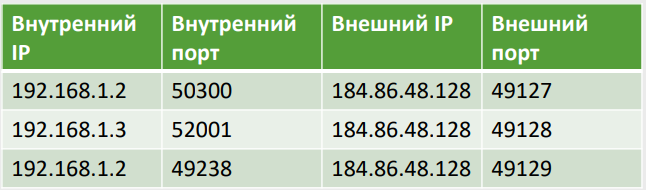 Внутренний IP Внутренний порт Внешний IP Внешний порт
192.168.1.2 50300 184.86.48.128 49127
192.168.1.3 52001 184.86.48.128 49128
192.168.1.2 49238 184.86.48.128 49129